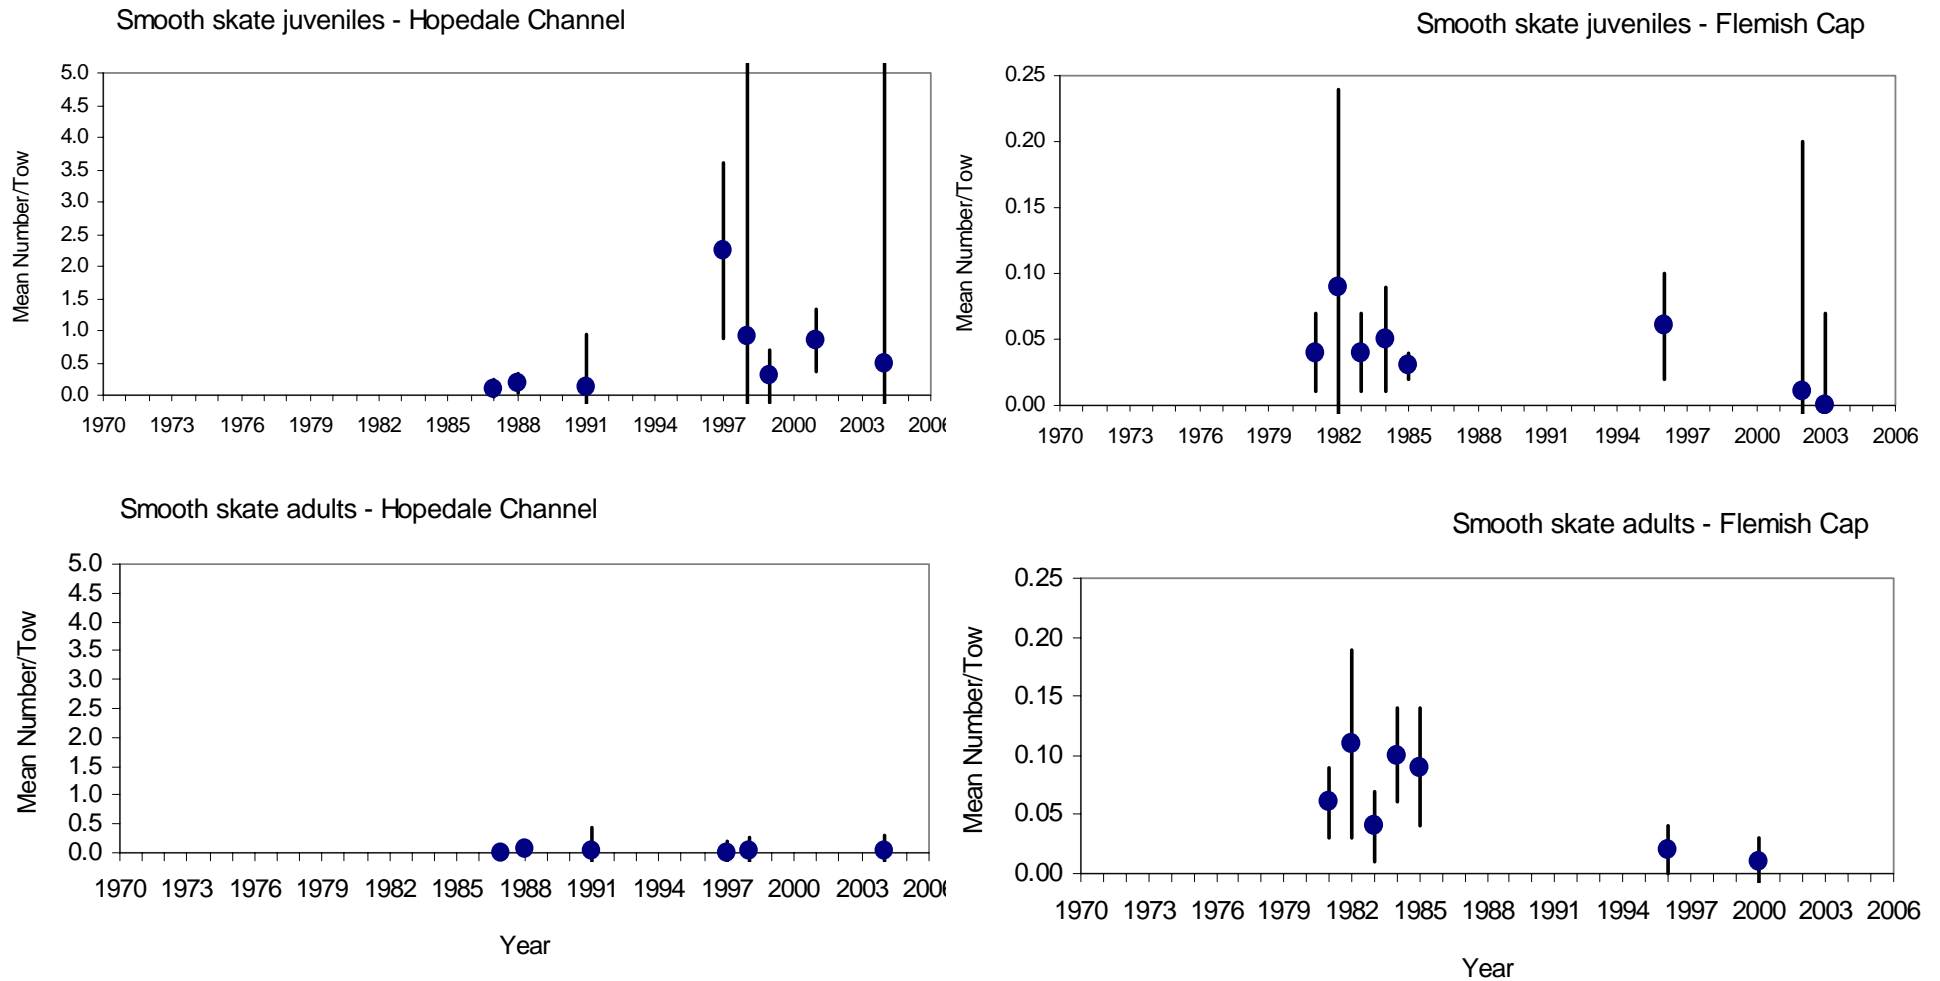 Smooth skate juveniles - Hopedale Channel
Mean Number/Tow
5.0
4.5
4.0
3.5
3.0
2.5
2.0
1.5
1.0
0.5
0.0
1970 1973 1976 1979 1982 1985 1988 1991 1994 1997 2000 2003 2006
Smooth skate juveniles - Flemish Cap
Mean Number/Tow
0.25
0.20
0.15
0.10
0.05
0.00
1970 1973 1976 1979 1982 1985 1988 1991 1994 1997 2000 2003 2006
Smooth skate adults - Hopedale Channel
Mean Number/Tow
5.0
4.5
4.0
3.5
3.0
2.5
2.0
1.5
1.0
0.5
0.0
1970 1973 1976 1979 1982 1985 1988 1991 1994 1997 2000 2003 2006
Year
Smooth skate adults - Flemish Cap
Mean Number/Tow
0.25
0.20
0.15
0.10
0.05
0.00
1970 1973 1976 1979 1982 1985 1988 1991 1994 1997 2000 2003 2006
Year